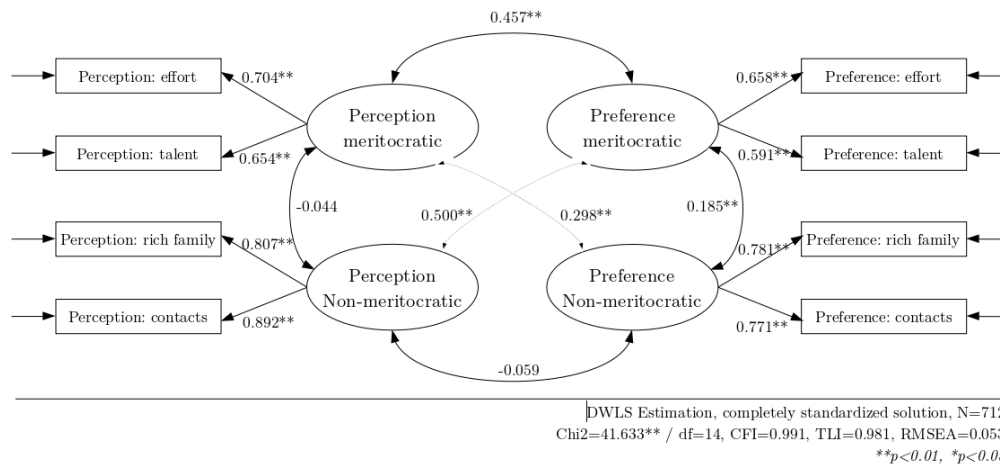 0.457**
Perception: effort
0.704**
Perception
meritocratic
Preference
meritocratic
0.658**
Preference: effort
Perception: talent
0.654**
0.591**
Preference: talent
-0.044
0.500**
0.298**
0.185**
Perception: rich family
0.807**
Perception
Non-meritocratic
Preference
Non-meritocratic
0.781**
Preference: rich family
Perception: contacts
0.892**
0.771**
Preference: contacts
-0.059
DWLS Estimation, completely standardized solution, N=712
Chi2=41.633** / df=14, CFI=0.991, TLI=0.981, RMSEA=0.053
**p<0.01, *p<0.05